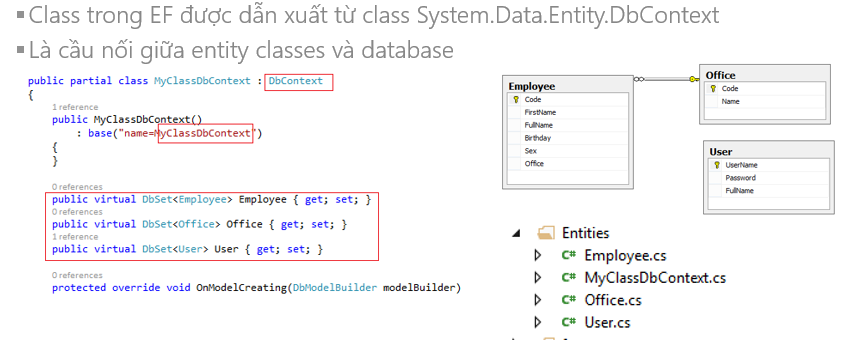 Class trong EF được dẫn xuất từ class System.Data.Entity.DbContext
Là cầu nối giữa entity classes và database
public partial class MyClassDbContext : DbContext
{
1 reference
public MyClassDbContext()
: base("name=MyClassDbContext")
{
}
0 references
public virtual DbSet<Employee> Employee { get; set; }
0 references
public virtual DbSet<Office> Office { get; set; }
1 reference
public virtual DbSet<User> User { get; set; }
0 references
protected override void OnModelCreating(DbModelBuilder modelBuilder)
Employee
Code
FirstName
FullName
Birthday
Sex
Office
Office
Code
Name
User
UserName
Password
FullName
Entities
C# Employee.cs
C# MyClassDbContext.cs
C# Office.cs
C# User.cs